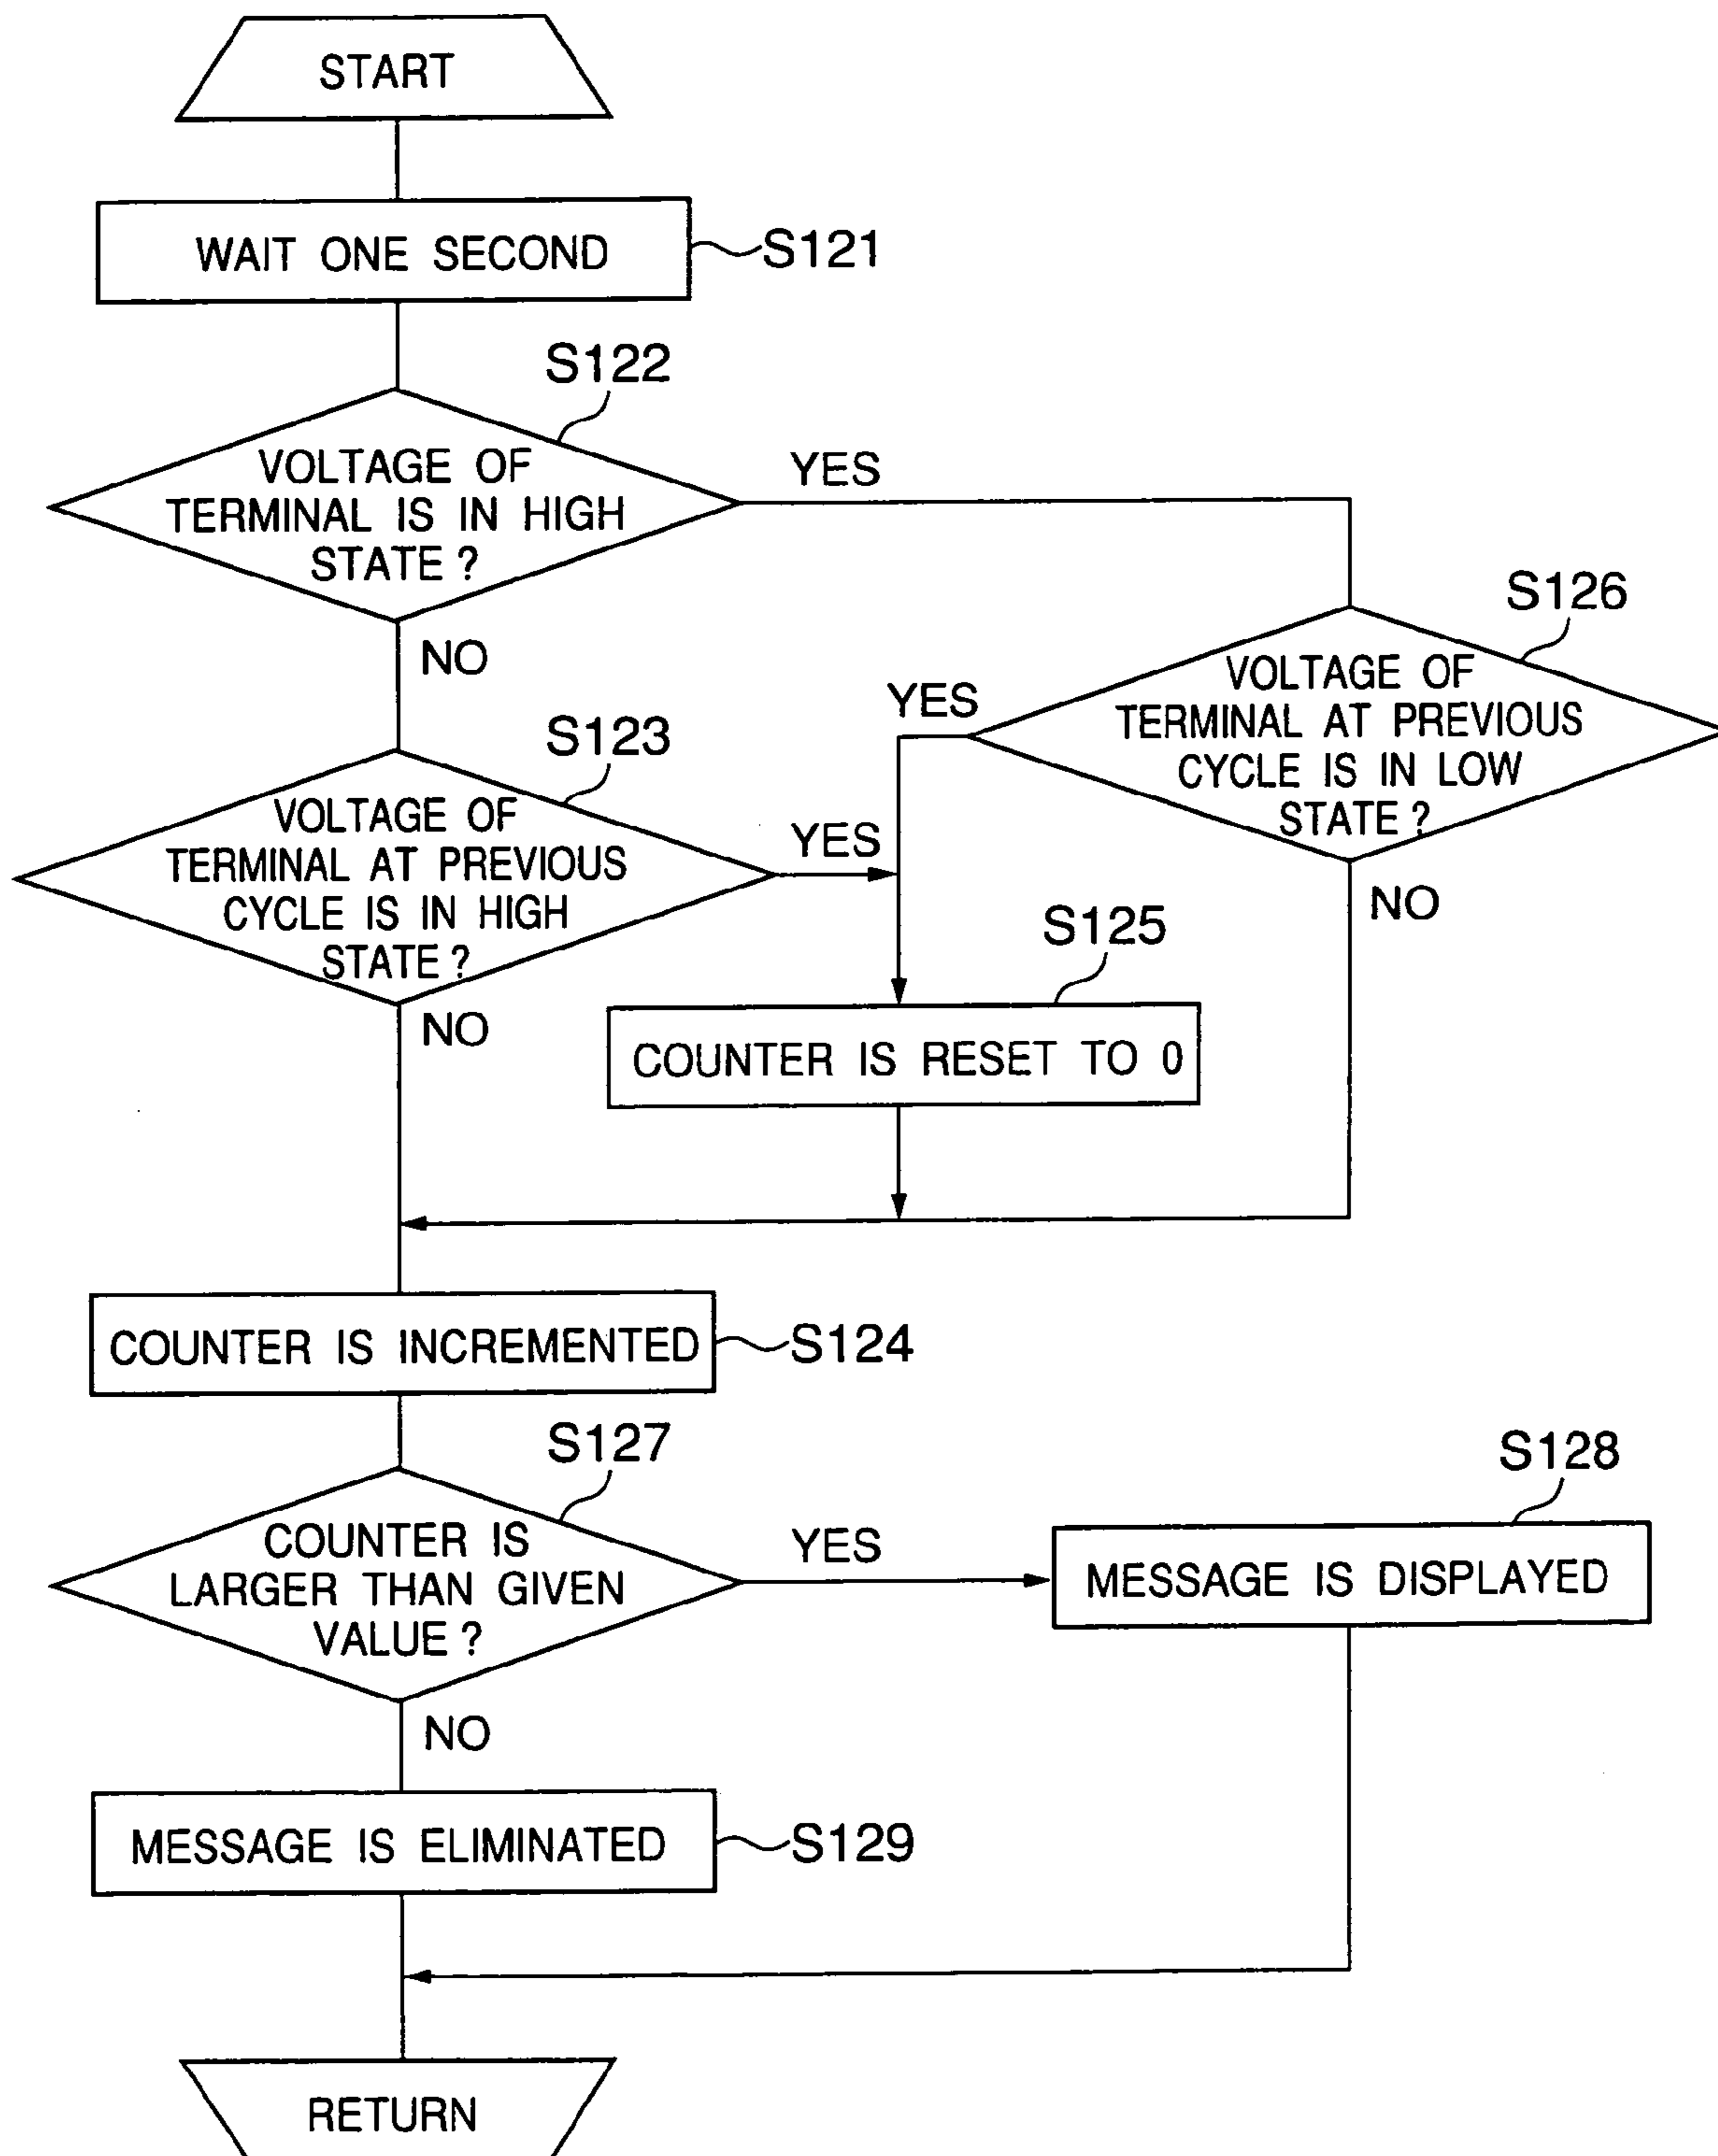 START
WAIT ONE SECOND
S121
S122
VOLTAGE OF
TERMINAL IS IN HIGH
STATE ?
YES
NO
S126
VOLTAGE OF
TERMINAL AT PREVIOUS
CYCLE IS IN LOW
STATE ?
YES
NO
S123
VOLTAGE OF
TERMINAL AT PREVIOUS
CYCLE IS IN HIGH
STATE ?
YES
NO
S125
COUNTER IS RESET TO 0
COUNTER IS INCREMENTED
S124
S127
COUNTER IS
LARGER THAN GIVEN
VALUE ?
YES
NO
S128
MESSAGE IS DISPLAYED
MESSAGE IS ELIMINATED
S129
RETURN